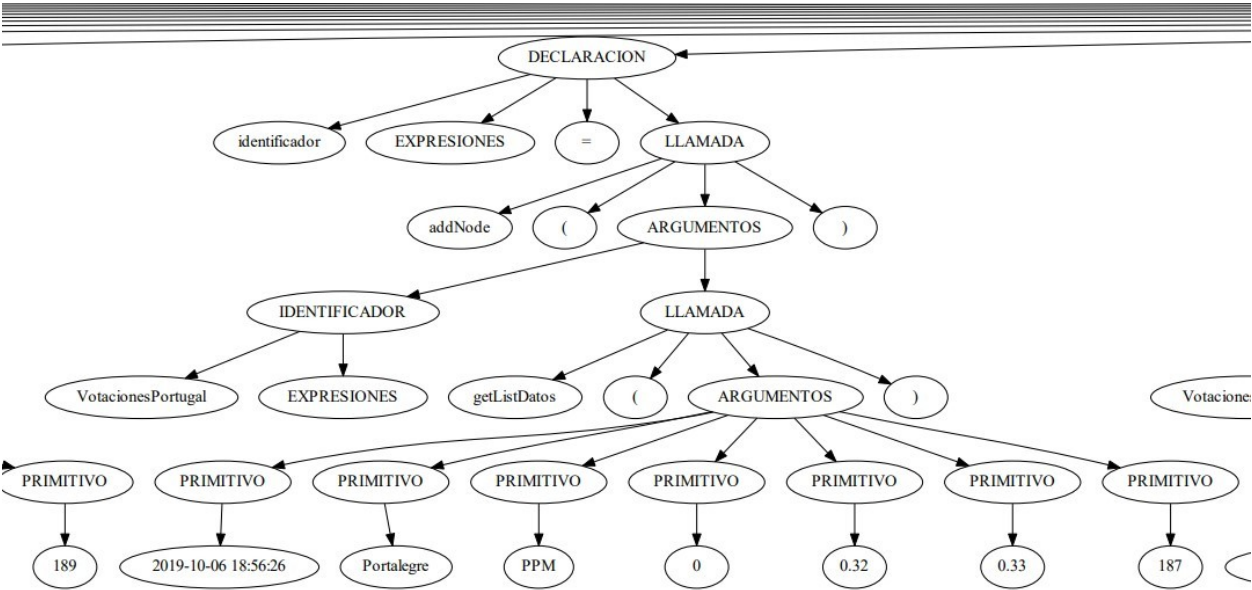 DECLARACION
identificador EXPRESIONES = LLAMADA
addNode ( ARGUMENTOS )
IDENTIFICADOR LLAMADA
VotacionesPortugal EXPRESIONES getListDatos ( ARGUMENTOS ) Votaciones
PRIMITIVO PRIMITIVO PRIMITIVO PRIMITIVO PRIMITIVO PRIMITIVO PRIMITIVO PRIMITIVO
189 2019-10-06 18:56:26 Portalegre PPM 0 0.32 0.33 187